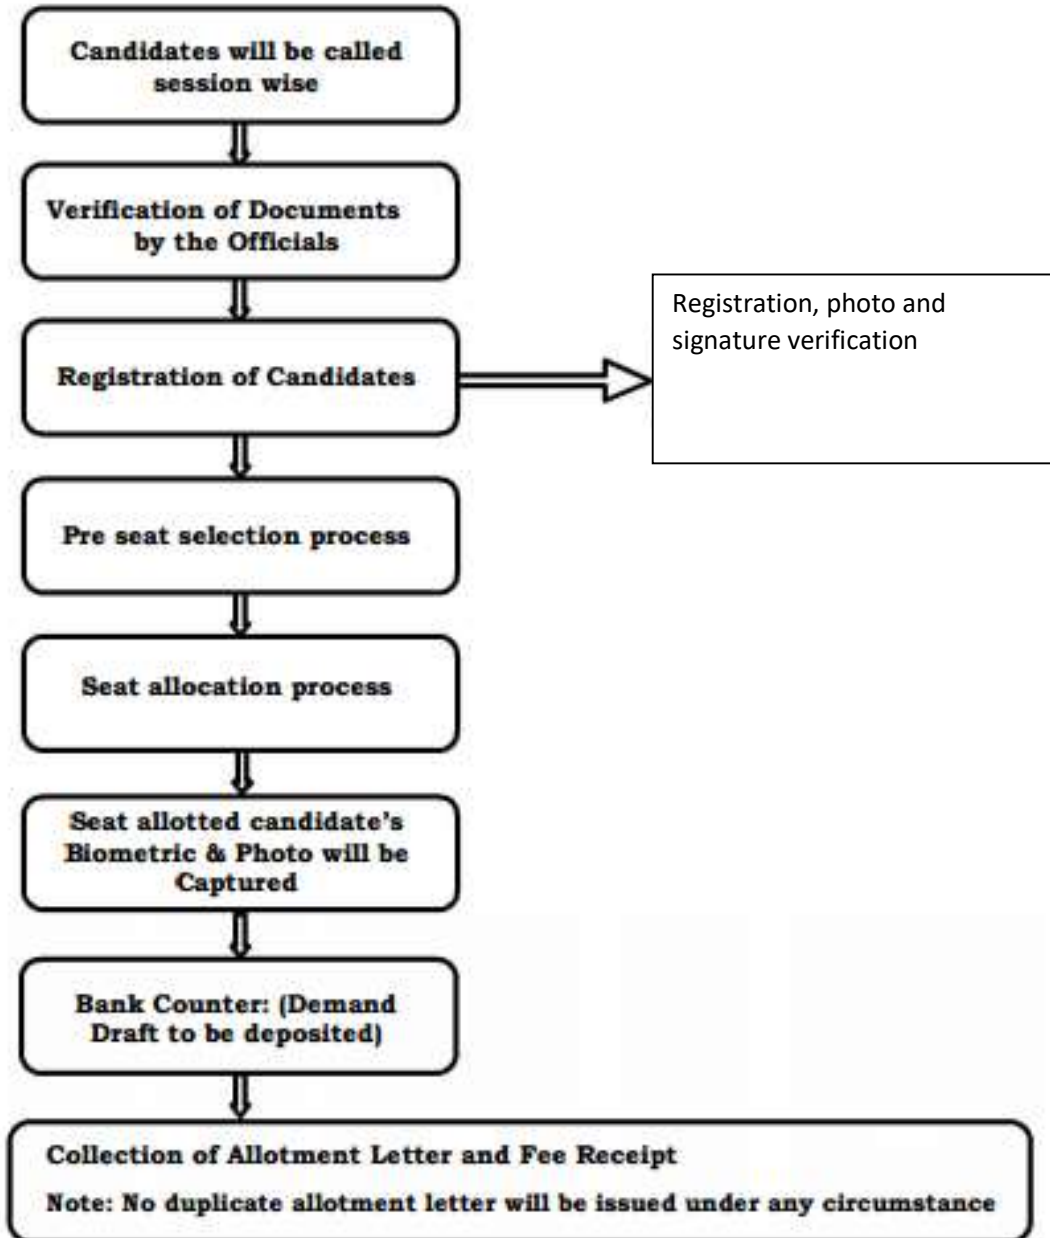 Candidates will be called
session wise
Verification of Documents
by the Officials
Registration of Candidates
Registration, photo and
signature verification
Pre seat selection process
Seat allocation process
Seat allotted candidate’s
Biometric & Photo will be
Captured
Bank Counter: (Demand
Draft to be deposited)
Collection of Allotment Letter and Fee Receipt
Note: No duplicate allotment letter will be issued under any circumstance